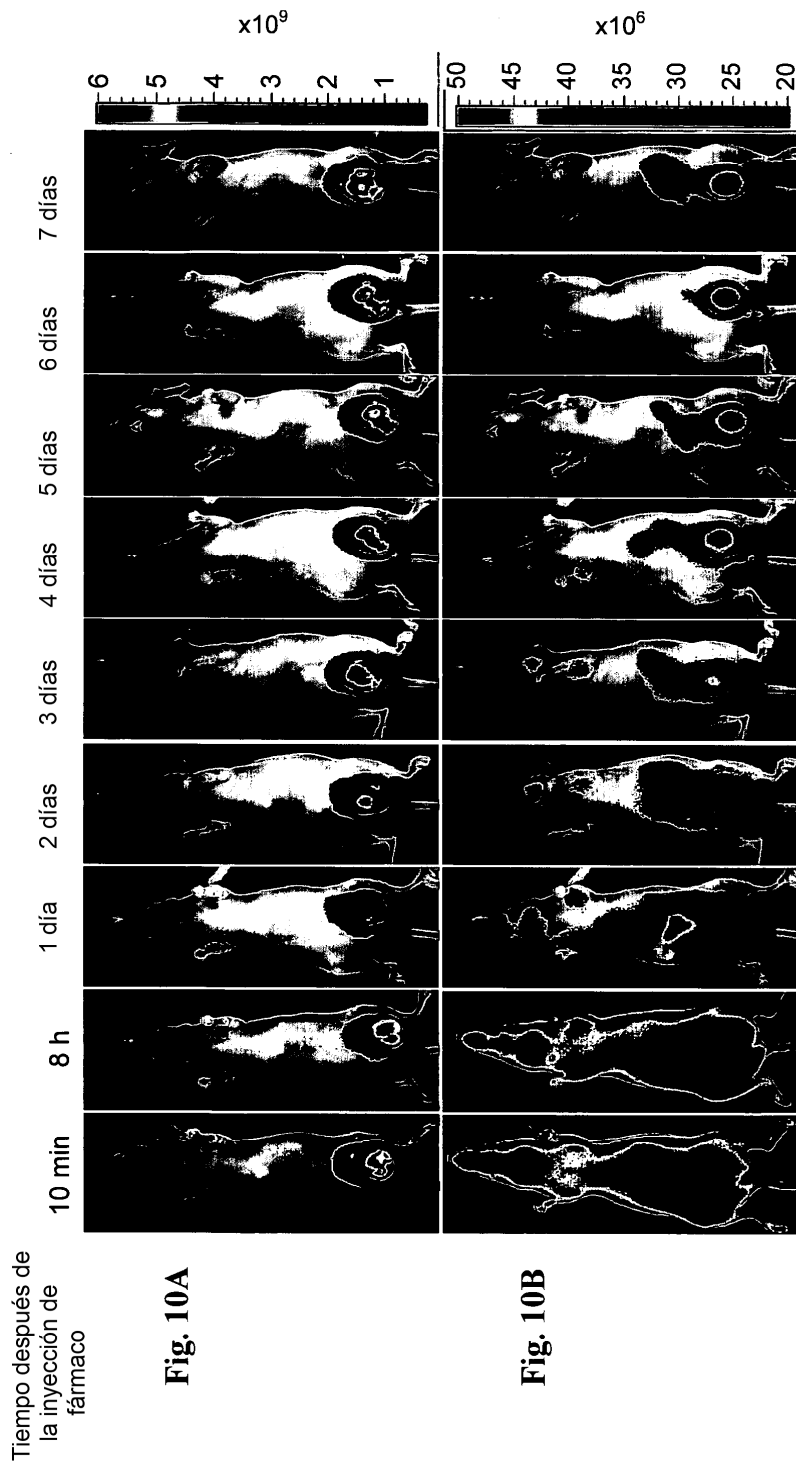 Tiempo después de
la inyección de
fármaco
10 min
8 h
1 día
2 días
3 días
4 días
5 días
6 días
7 días
Fig. 10A
6
5
4
3
2
1
x10⁹
Fig. 10B
50
45
40
35
30
25
20
x10⁶